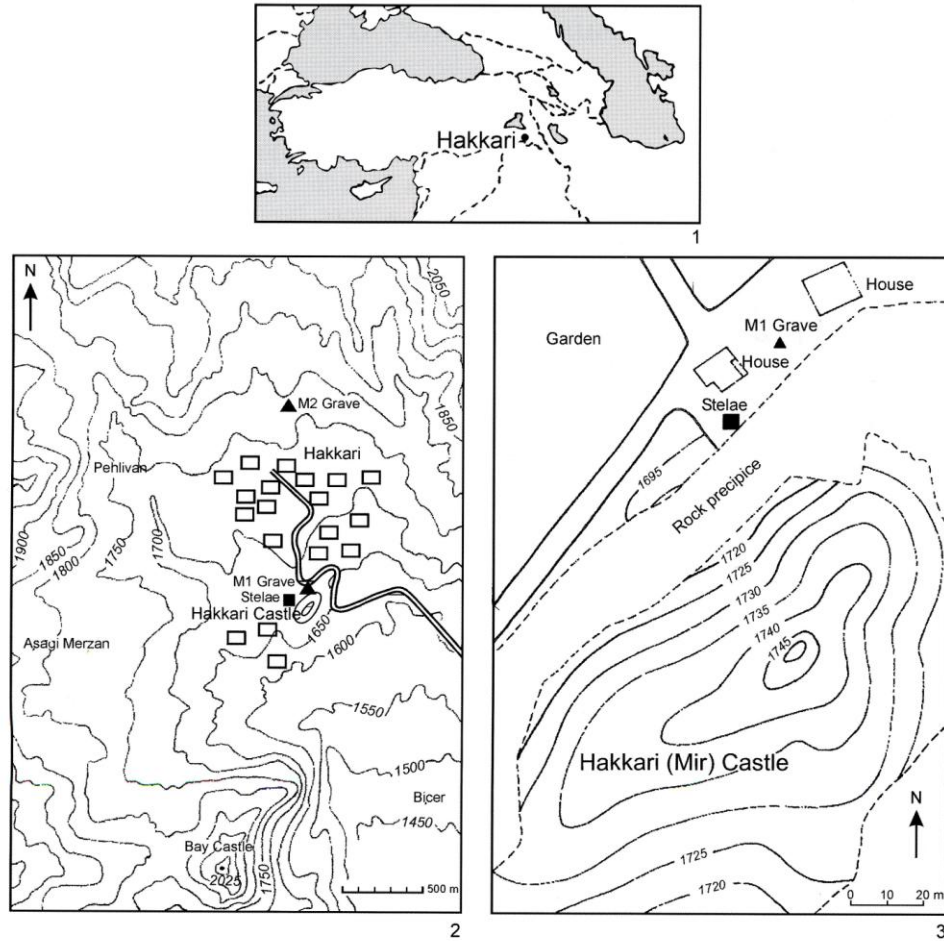 Hakkari
1
N
2050
M2 Grave
1850
Hakkari
Pehlivan
1900
1850
1800
1750
1700
M1 Grave
Stelae
Hakkari Castle
1650
1600
Asagi Merzan
1550
1500
Biçer
1450
Bay Castle
2025
1750
500 m
2
N
House
M1 Grave
Garden
House
Stelae
1695
Rock precipice
1720
1725
1730
1735
1740
1745
Hakkari (Mir) Castle
N
1725
1720
0 10 20 m
3